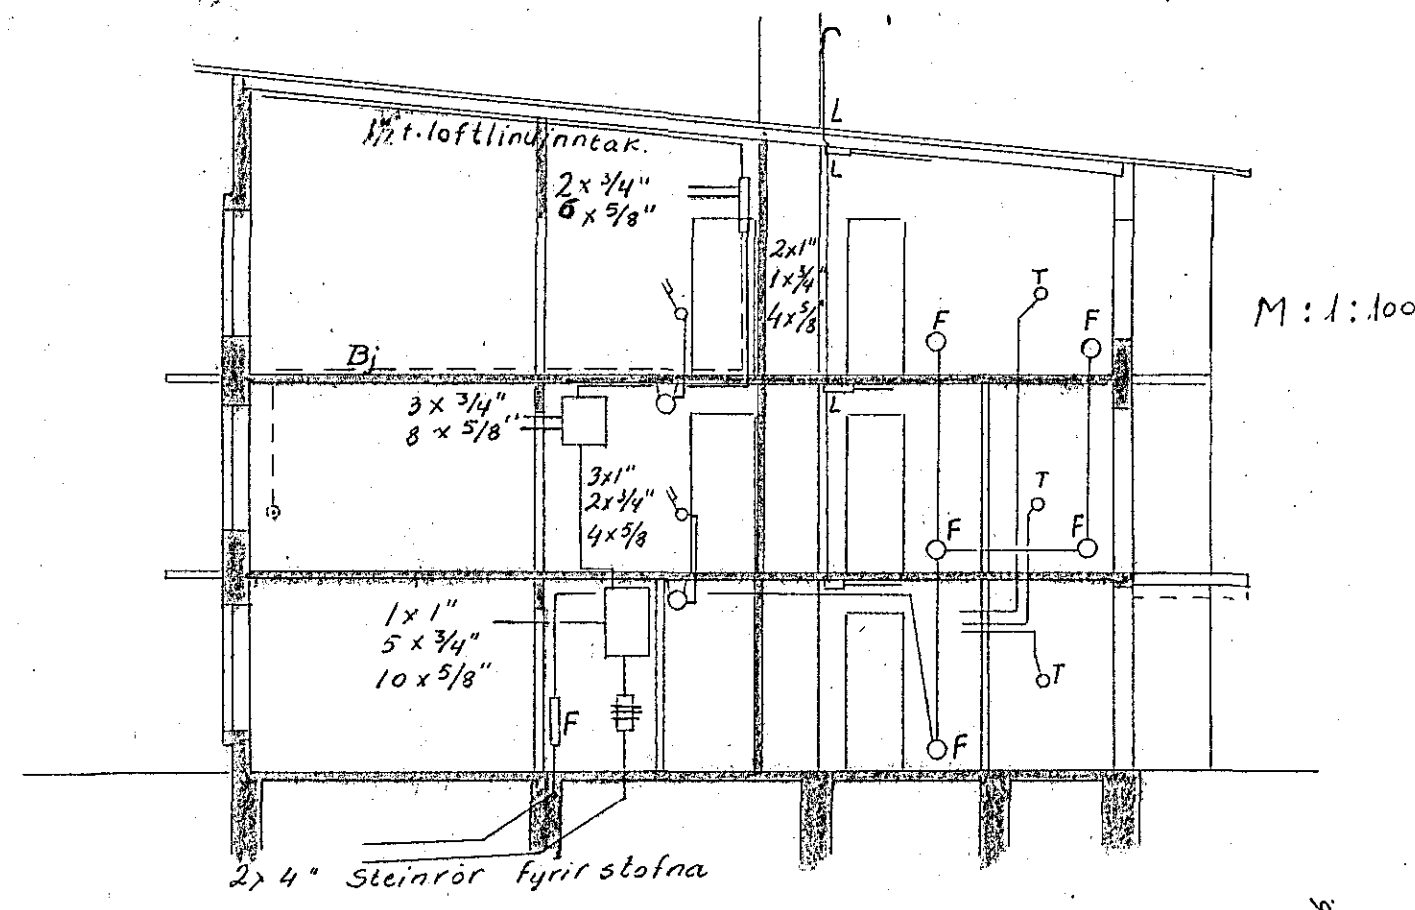 L
1½ t. loftlinuinntak.
L
2 x ¾"
6 x 5/8"
2x1"
1x¾"
4x5/8"
T
M : 1:100
F
F
Bj
3 x ¾"
8 x 5/8"
L
3x1"
2x¾"
4x5/8
T
F
F
1 x 1"
5 x ¾"
10 x 5/8"
T
F
F
2x 4" Steinrör fyrir stofna